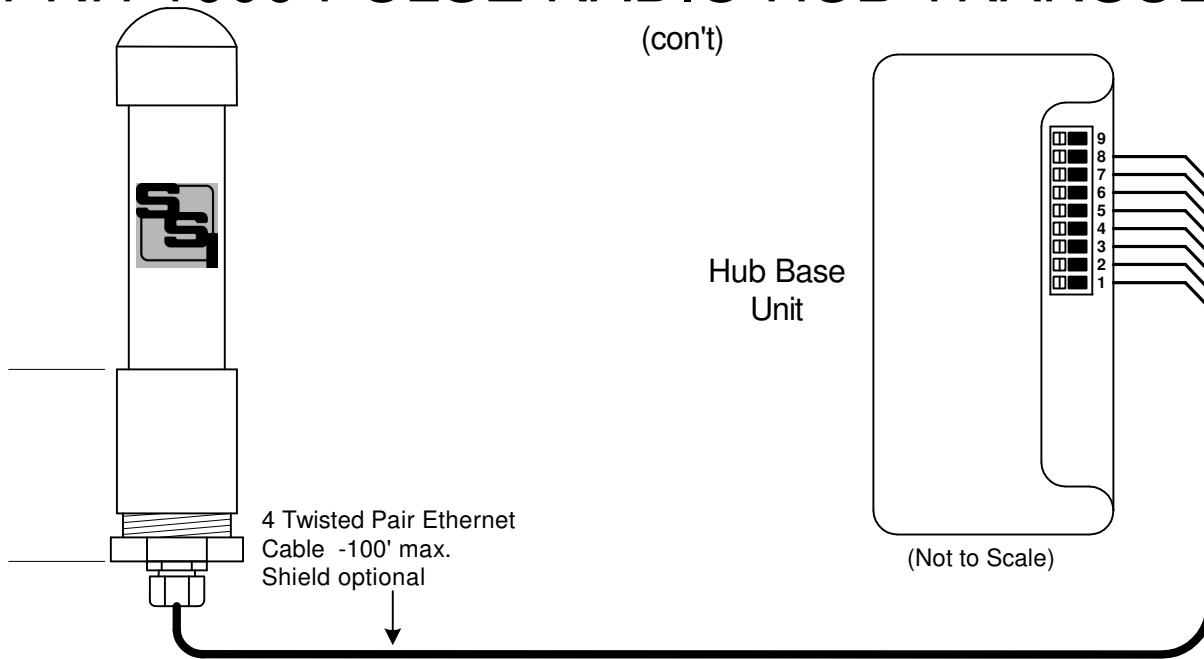 (con't)
SSI
9
8
7
6
5
4
3
2
1
Hub Base
Unit
4 Twisted Pair Ethernet
Cable -100' max.
Shield optional
(Not to Scale)